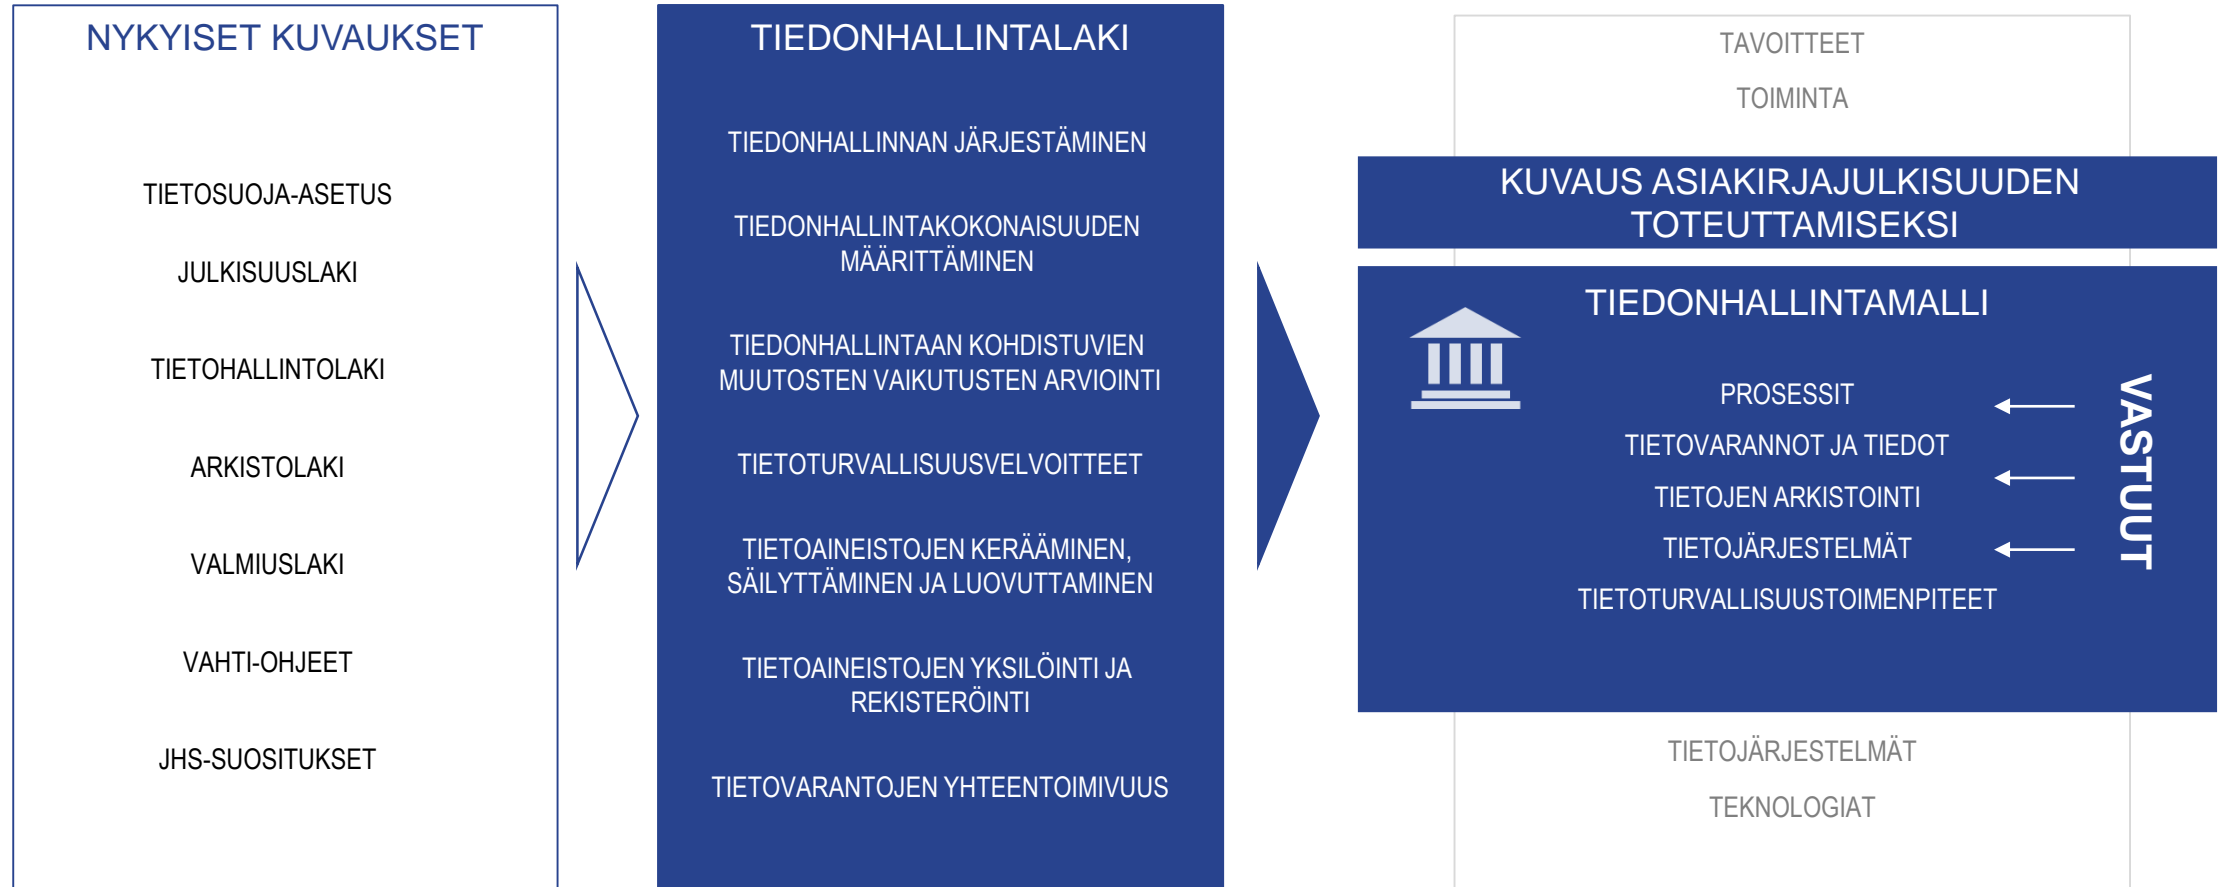 NYKYISET KUVAUKSET
TIETOSUOJA-ASETUS
JULKISUUSLAKI
TIETOHALLINTOLAKI
ARKISTOLAKI
VALMIUSLAKI
VAHTI-OHJEET
JHS-SUOSITUKSET
TIEDONHALLINTALAKI
TIEDONHALLINNAN JÄRJESTÄMINEN
TIEDONHALLINTAKOKONAISUUDEN
MÄÄRITTÄMINEN
TIEDONHALLINTAAN KOHDISTUVIEN
MUUTOSTEN VAIKUTUSTEN ARVIOINTI
TIETOTURVALLISUUSVELVOITTEET
TIETOAINEISTOJEN KERÄÄMINEN,
SÄILYTTÄMINEN JA LUOVUTTAMINEN
TIETOAINEISTOJEN YKSILÖINTI JA
REKISTERÖINTI
TIETOVARANTOJEN YHTEENTOIMIVUUS
TAVOITTEET
TOIMINTA
KUVAUS ASIAKIRJAJULKISUUDEN
TOTEUTTAMISEKSI
TIEDONHALLINTAMALLI
PROSESSIT
TIETOVARANNOT JA TIEDOT
TIETOJEN ARKISTOINTI
TIETOJÄRJESTELMÄT
TIETOTURVALLISUUSTOIMENPITEET
VASTUUT
TIETOJÄRJESTELMÄT
TEKNOLOGIAT